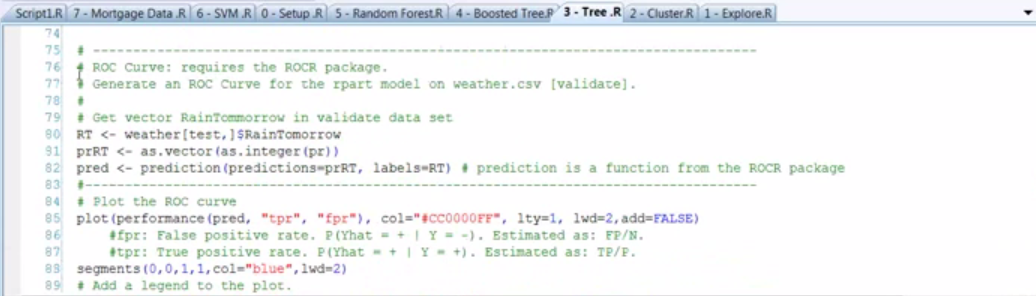 Script1.R 7 - Mortgage Data .R 6 - SVM .R 0 - Setup .R 5 - Random Forest.R 4 - Boosted Tree.R 3 - Tree .R 2 - Cluster.R 1 - Explore.R
74
75 # ------------------------------------------------------------------------------------
76 # ROC Curve: requires the ROCR package.
77 # Generate an ROC Curve for the rpart model on weather.csv [validate].
78 #
79 # Get vector RainTommorrow in validate data set
80 RT <- weather[test,]$RainTomorrow
81 prRT <- as.vector(as.integer(pr))
82 pred <- prediction(predictions=prRT, labels=RT) # prediction is a function from the ROCR package
83 #-------------------------------------------------------------------------------------
84 # Plot the ROC curve
85 plot(performance(pred, "tpr", "fpr"), col="#CC0000FF", lty=1, lwd=2,add=FALSE)
86 #fpr: False positive rate. P(Yhat = + | Y = -). Estimated as: FP/N.
87 #tpr: True positive rate. P(Yhat = + | Y = +). Estimated as: TP/P.
88 segments(0,0,1,1,col="blue",lwd=2)
89 # Add a legend to the plot.